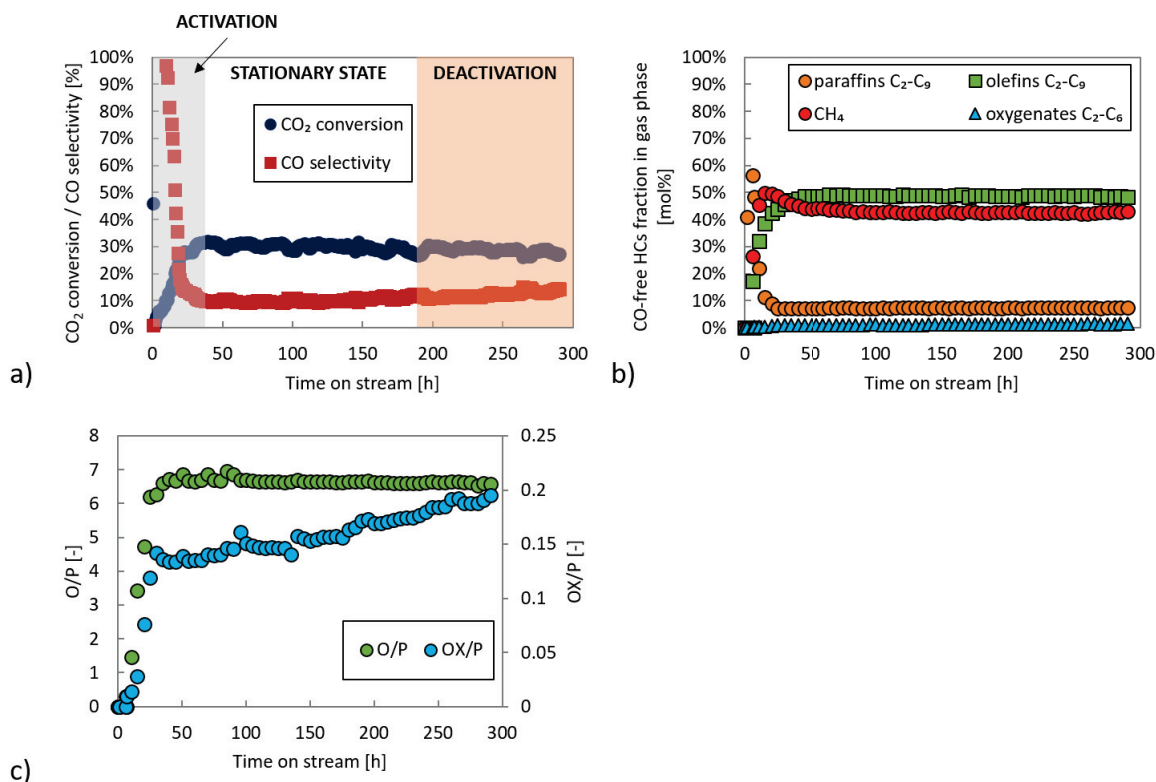 a)
ACTIVATION
STATIONARY STATE
DEACTIVATION
CO₂ conversion / CO selectivity [%]
100%
90%
80%
70%
60%
50%
40%
30%
20%
10%
0%
CO₂ conversion
CO selectivity
0 50 100 150 200 250 300
Time on stream [h]
b)
CO-free HCs fraction in gas phase
[mol%]
100%
90%
80%
70%
60%
50%
40%
30%
20%
10%
0%
paraffins C₂-C₉ olefins C₂-C₉
CH₄ oxygenates C₂-C₆
0 50 100 150 200 250 300
Time on stream [h]
c)
O/P [-]
8
7
6
5
4
3
2
1
0
OX/P [-]
0.25
0.2
0.15
0.1
0.05
0
O/P OX/P
0 50 100 150 200 250 300
Time on stream [h]